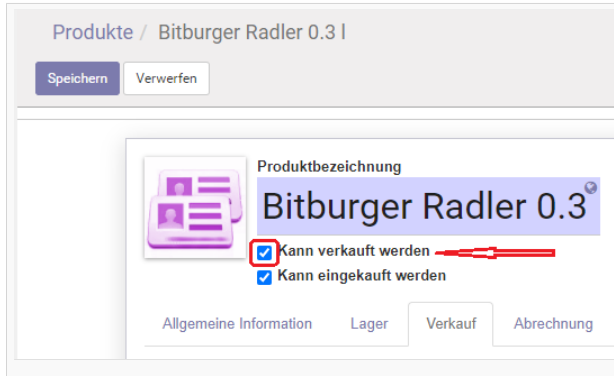 Produkte / Bitburger Radler 0.3 l
Speichern Verwerfen
Produktbezeichnung
Bitburger Radler 0.3
Kann verkauft werden
Kann eingekauft werden
Allgemeine Information Lager Verkauf Abrechnung